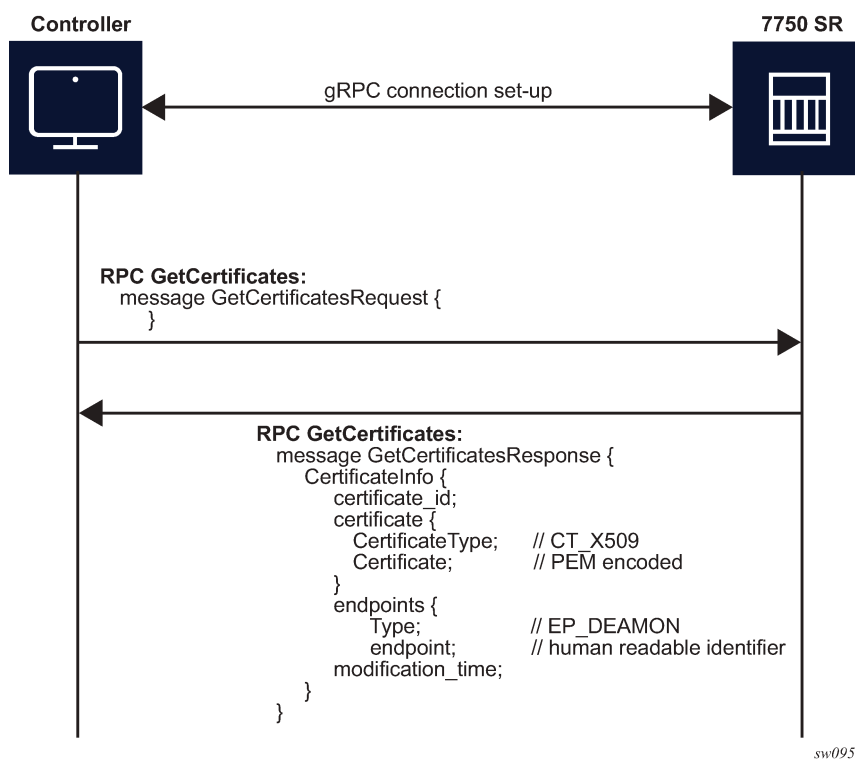 Controller
7750 SR
gRPC connection set-up
RPC GetCertificates:
message GetCertificatesRequest {
}
RPC GetCertificates:
message GetCertificatesResponse {
CertificateInfo {
certificate_id;
certificate {
CertificateType; // CT_X509
Certificate; // PEM encoded
}
endpoints {
Type; // EP_DEAMON
endpoint; // human readable identifier
modification_time;
}
}
sw095